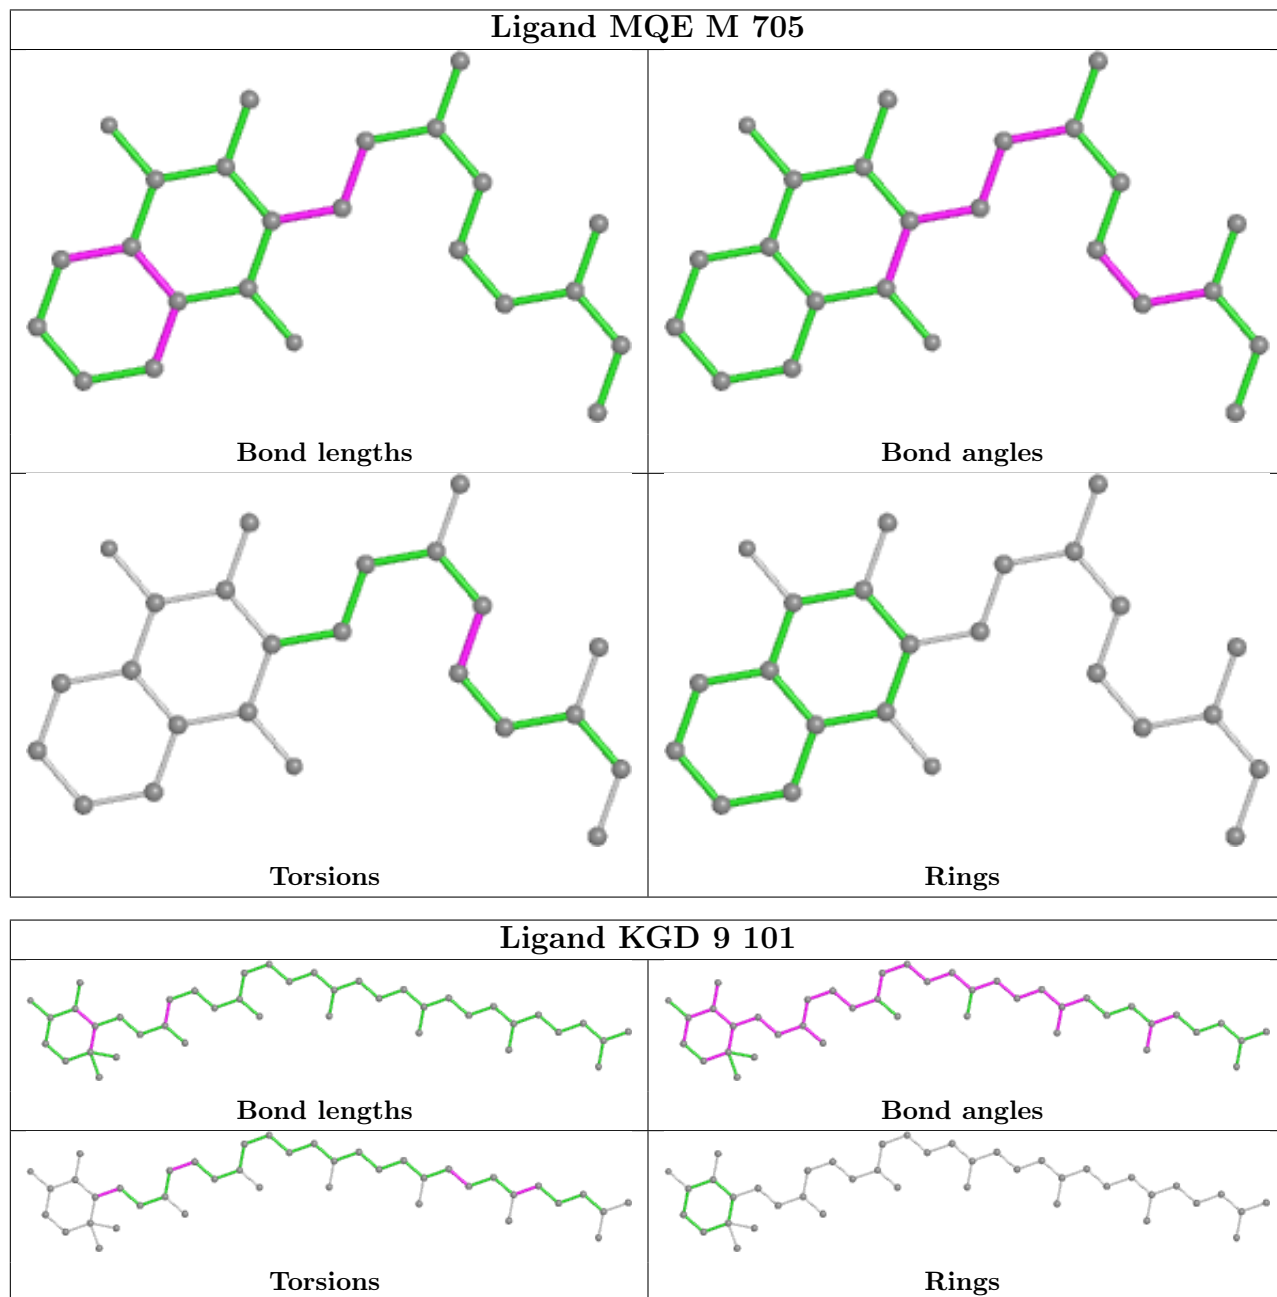 Ligand MQE M 705
Bond lengths
Bond angles
Torsions
Rings
Ligand KGD 9 101
Bond lengths
Bond angles
Torsions
Rings